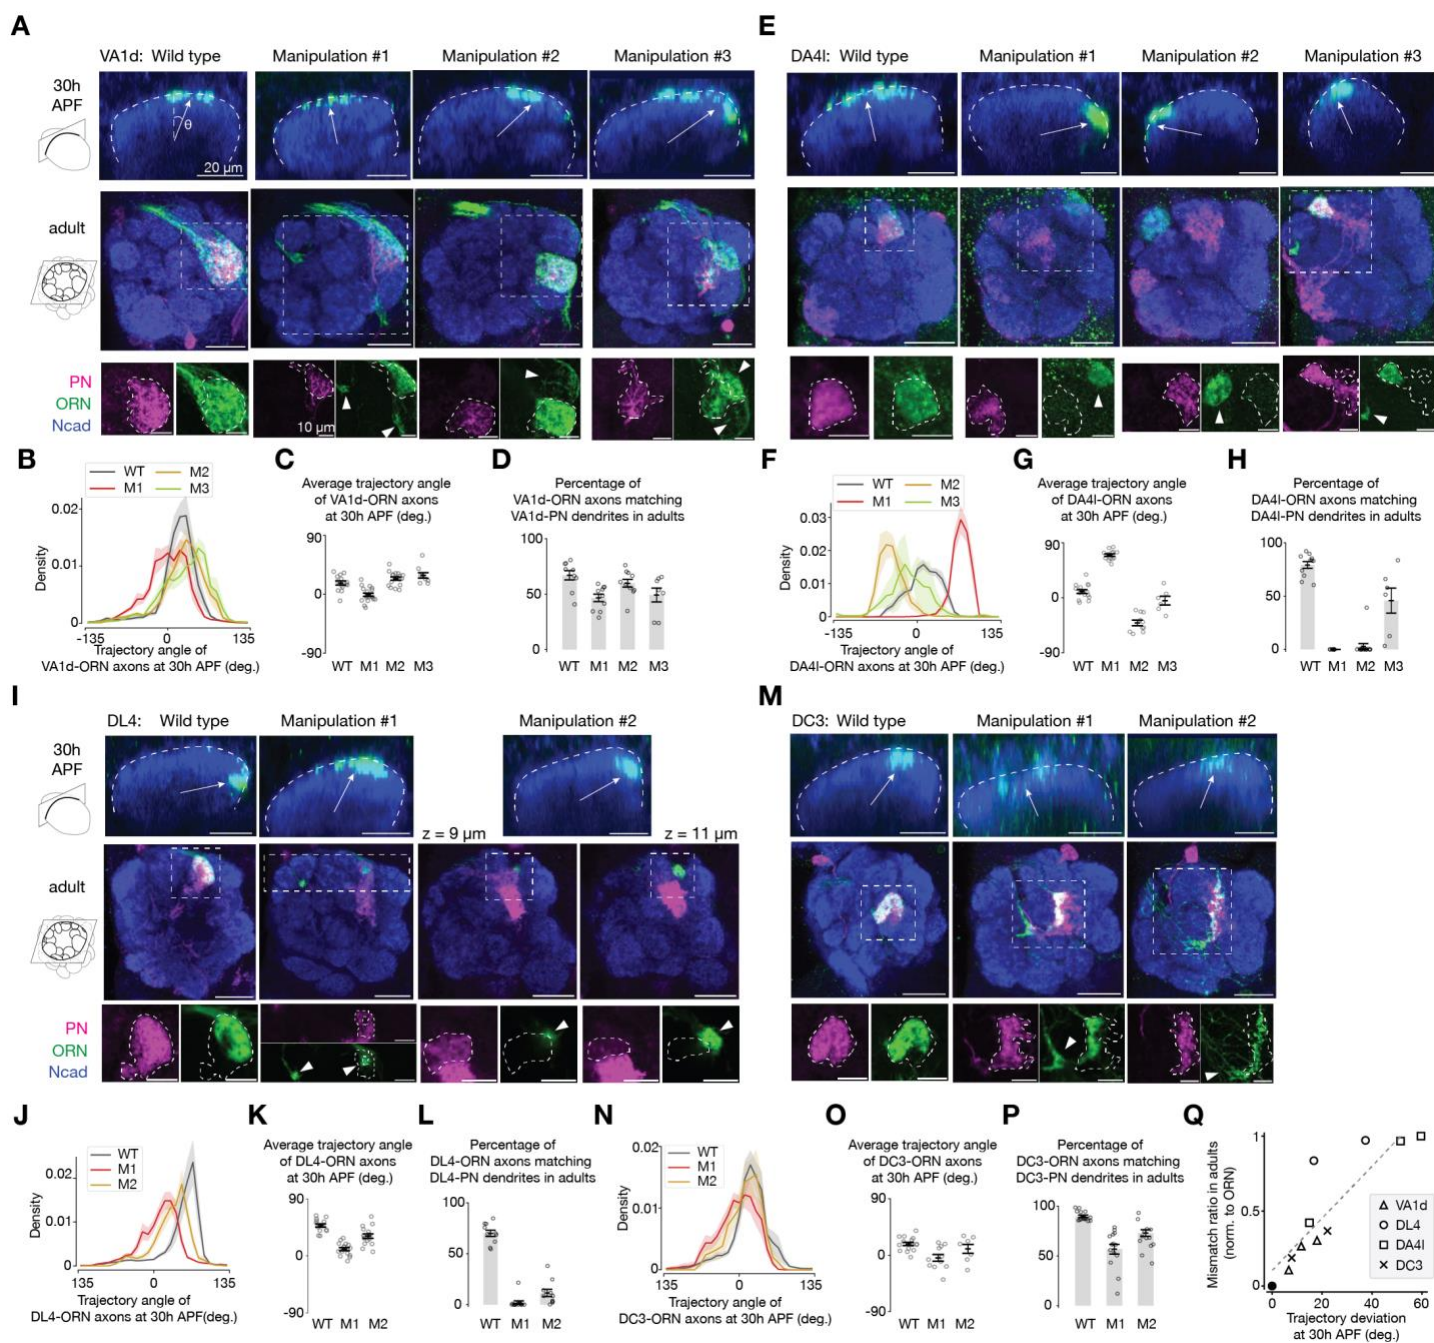 A
VA1d: Wild type
Manipulation #1
Manipulation #2
Manipulation #3
30h
APF
θ
20 µm
adult
PN
ORN
Ncad
10 µm
E
DA4l: Wild type
Manipulation #1
Manipulation #2
Manipulation #3
B
WT
M1
M2
M3
Density
0.02
0.01
0
-135
0
135
Trajectory angle of
VA1d-ORN axons at 30h APF (deg.)
C
Average trajectory angle
of VA1d-ORN axons
at 30h APF (deg.)
90
0
-90
WT M1 M2 M3
D
Percentage of
VA1d-ORN axons matching
VA1d-PN dendrites in adults
100
50
0
WT M1 M2 M3
F
WT
M1
M2
M3
Density
0.03
0.02
0.01
0
-135
0
135
Trajectory angle of
DA4l-ORN axons at 30h APF (deg.)
G
Average trajectory angle
of DA4l-ORN axons
at 30h APF (deg.)
90
0
-90
WT M1 M2 M3
H
Percentage of
DA4l-ORN axons matching
DA4l-PN dendrites in adults
100
50
0
WT M1 M2 M3
I
DL4: Wild type
Manipulation #1
Manipulation #2
30h
APF
z = 9 µm
z = 11 µm
adult
PN
ORN
Ncad
M
DC3: Wild type
Manipulation #1
Manipulation #2
J
WT
M1
M2
Density
0.02
0.01
0
135
0
135
Trajectory angle of
DL4-ORN axons at 30h APF(deg.)
K
Average trajectory angle
of DL4-ORN axons
at 30h APF (deg.)
90
0
-90
WT M1 M2
L
Percentage of
DL4-ORN axons matching
DL4-PN dendrites in adults
100
50
0
WT M1 M2
N
WT
M1
M2
Density
0.02
0.01
0
135
0
135
Trajectory angle of
DC3-ORN axons at 30h APF (deg.)
O
Average trajectory angle
of DC3-ORN axons
at 30h APF (deg.)
90
0
-90
WT M1 M2
P
Percentage of
DC3-ORN axons matching
DC3-PN dendrites in adults
100
50
0
WT M1 M2
Q
Mismatch ratio in adults
(norm. to ORN)
1
0.5
0
VA1d
DL4
DA4l
DC3
0 20 40 60
Trajectory deviation
at 30h APF (deg.)